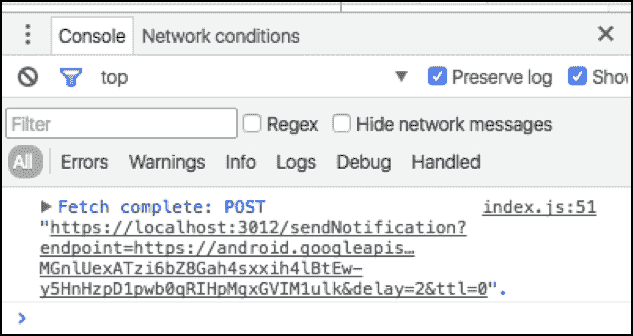 Console Network conditions
top Preserve log Show
Filter Regex Hide network messages
All Errors Warnings Info Logs Debug Handled
Fetch complete: POST index.js:51
"https://localhost:3012/sendNotification?
endpoint=https://android.googleapis…
MGnlUexATzi6bZ8Gah4sxxih4lBtEw-
y5HnHzpD1pwb0qRIHpMqxGVIM1ulk&delay=2&ttl=0".